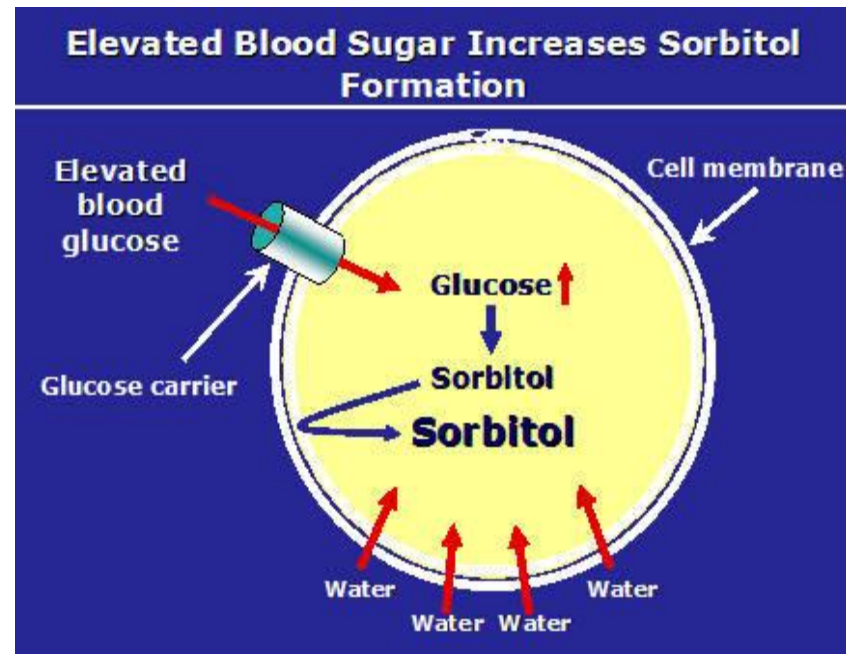 Elevated Blood Sugar Increases Sorbitol
Formation
Elevated
blood
glucose
Cell membrane
Glucose
Glucose carrier
Sorbitol
Sorbitol
Water
Water
Water Water